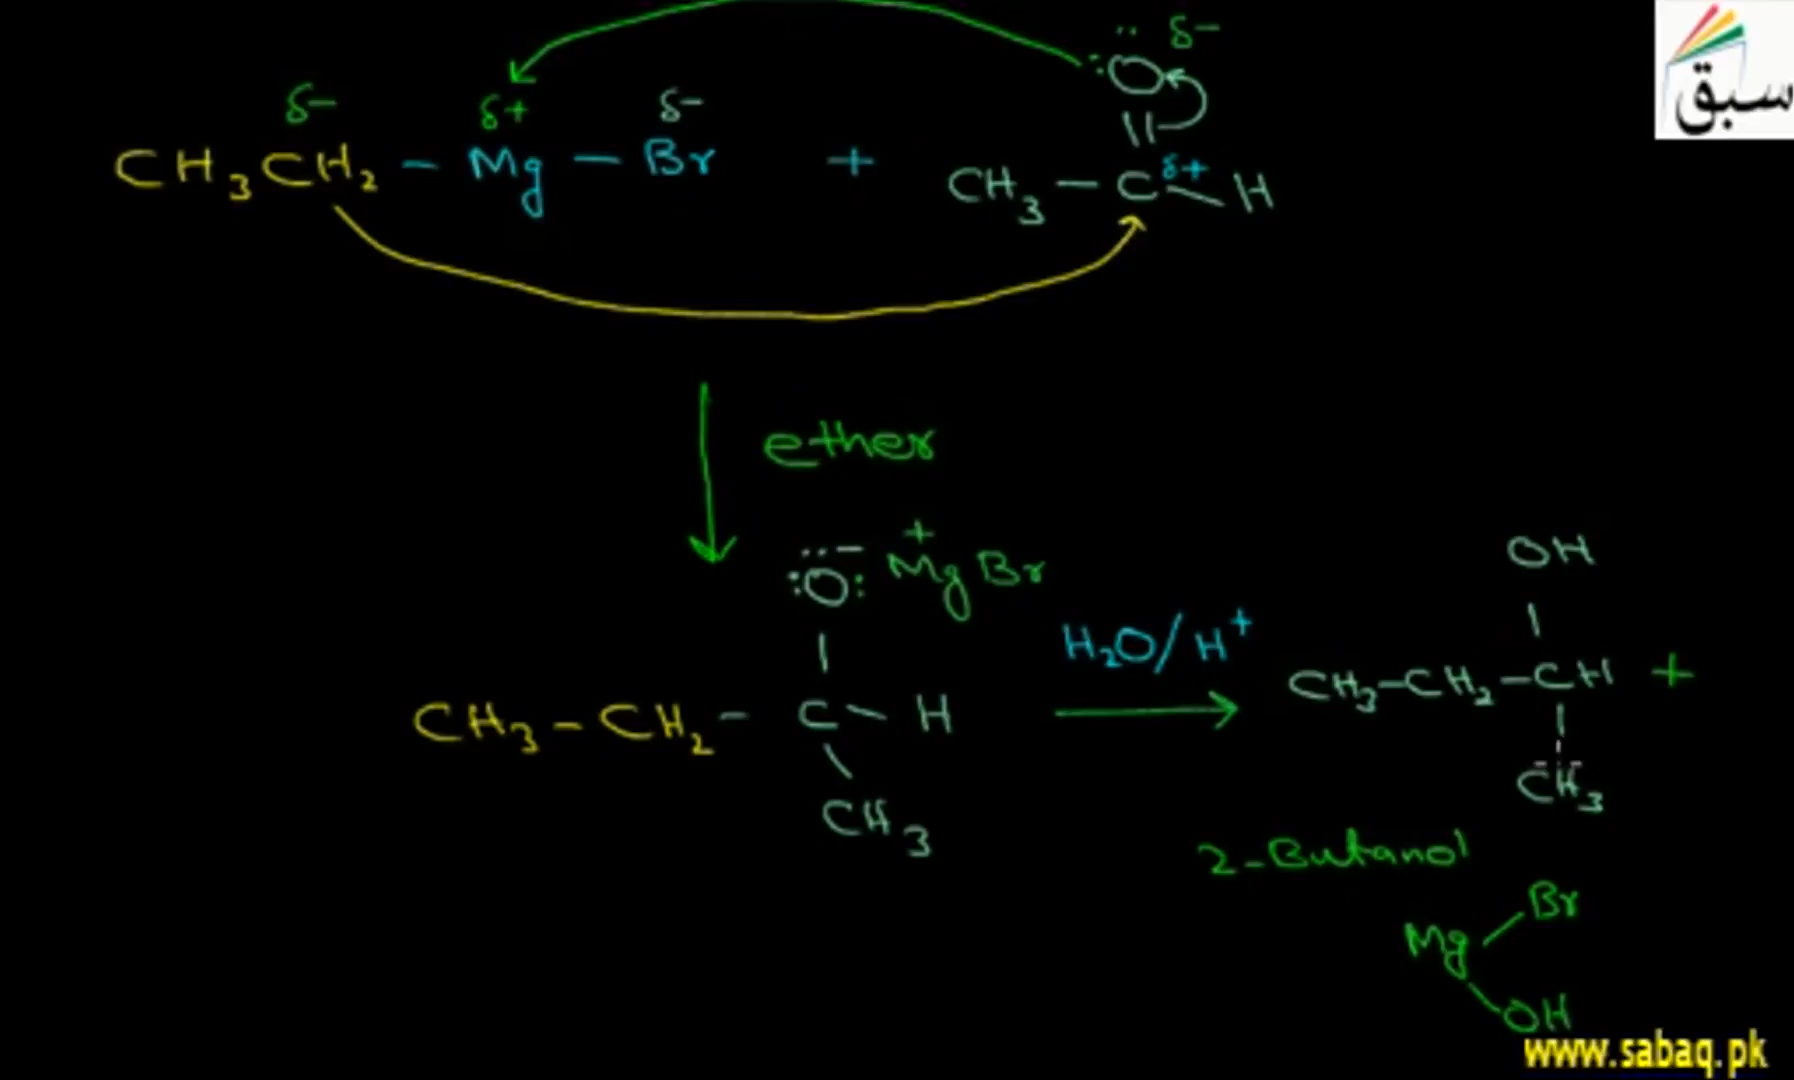 δ- δ+ δ- δ-
CH₃CH₂ - Mg - Br + CH₃ - C - H
:O:
δ+
ether
:O:⁻ ⁺MgBr
CH₃ - CH₂ - C - H
CH₃
H₂O/H⁺
OH
CH₃-CH₂-CH +
CH₃
2-Butanol
Mg
Br
OH
سبق
www.sabaq.pk